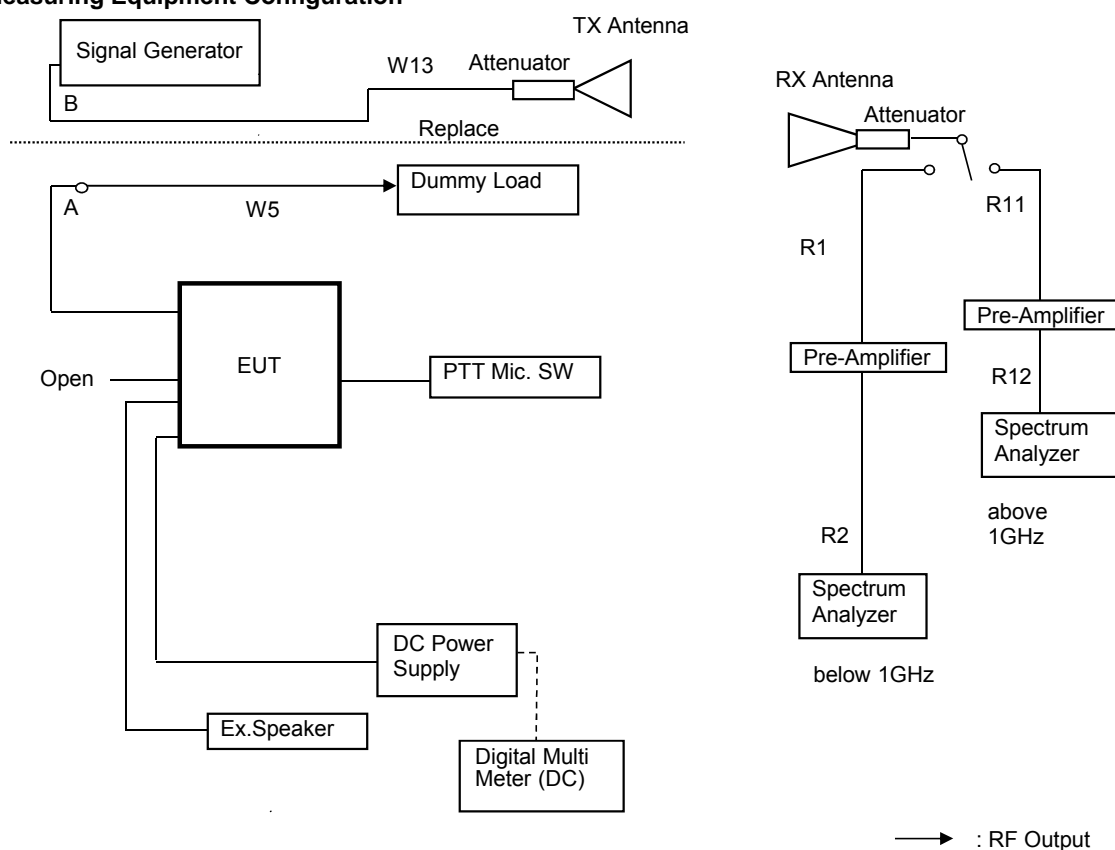 easuring Equipment Configuration
TX Antenna
Signal Generator
W13
Attenuator
B
Replace
RX Antenna
Attenuator
A
W5
Dummy Load
R11
R1
Pre-Amplifier
Pre-Amplifier
EUT
Open
PTT Mic. SW
R12
Spectrum
Analyzer
above
1GHz
R2
Spectrum
Analyzer
below 1GHz
DC Power
Supply
Ex.Speaker
Digital Multi
Meter (DC)
: RF Output